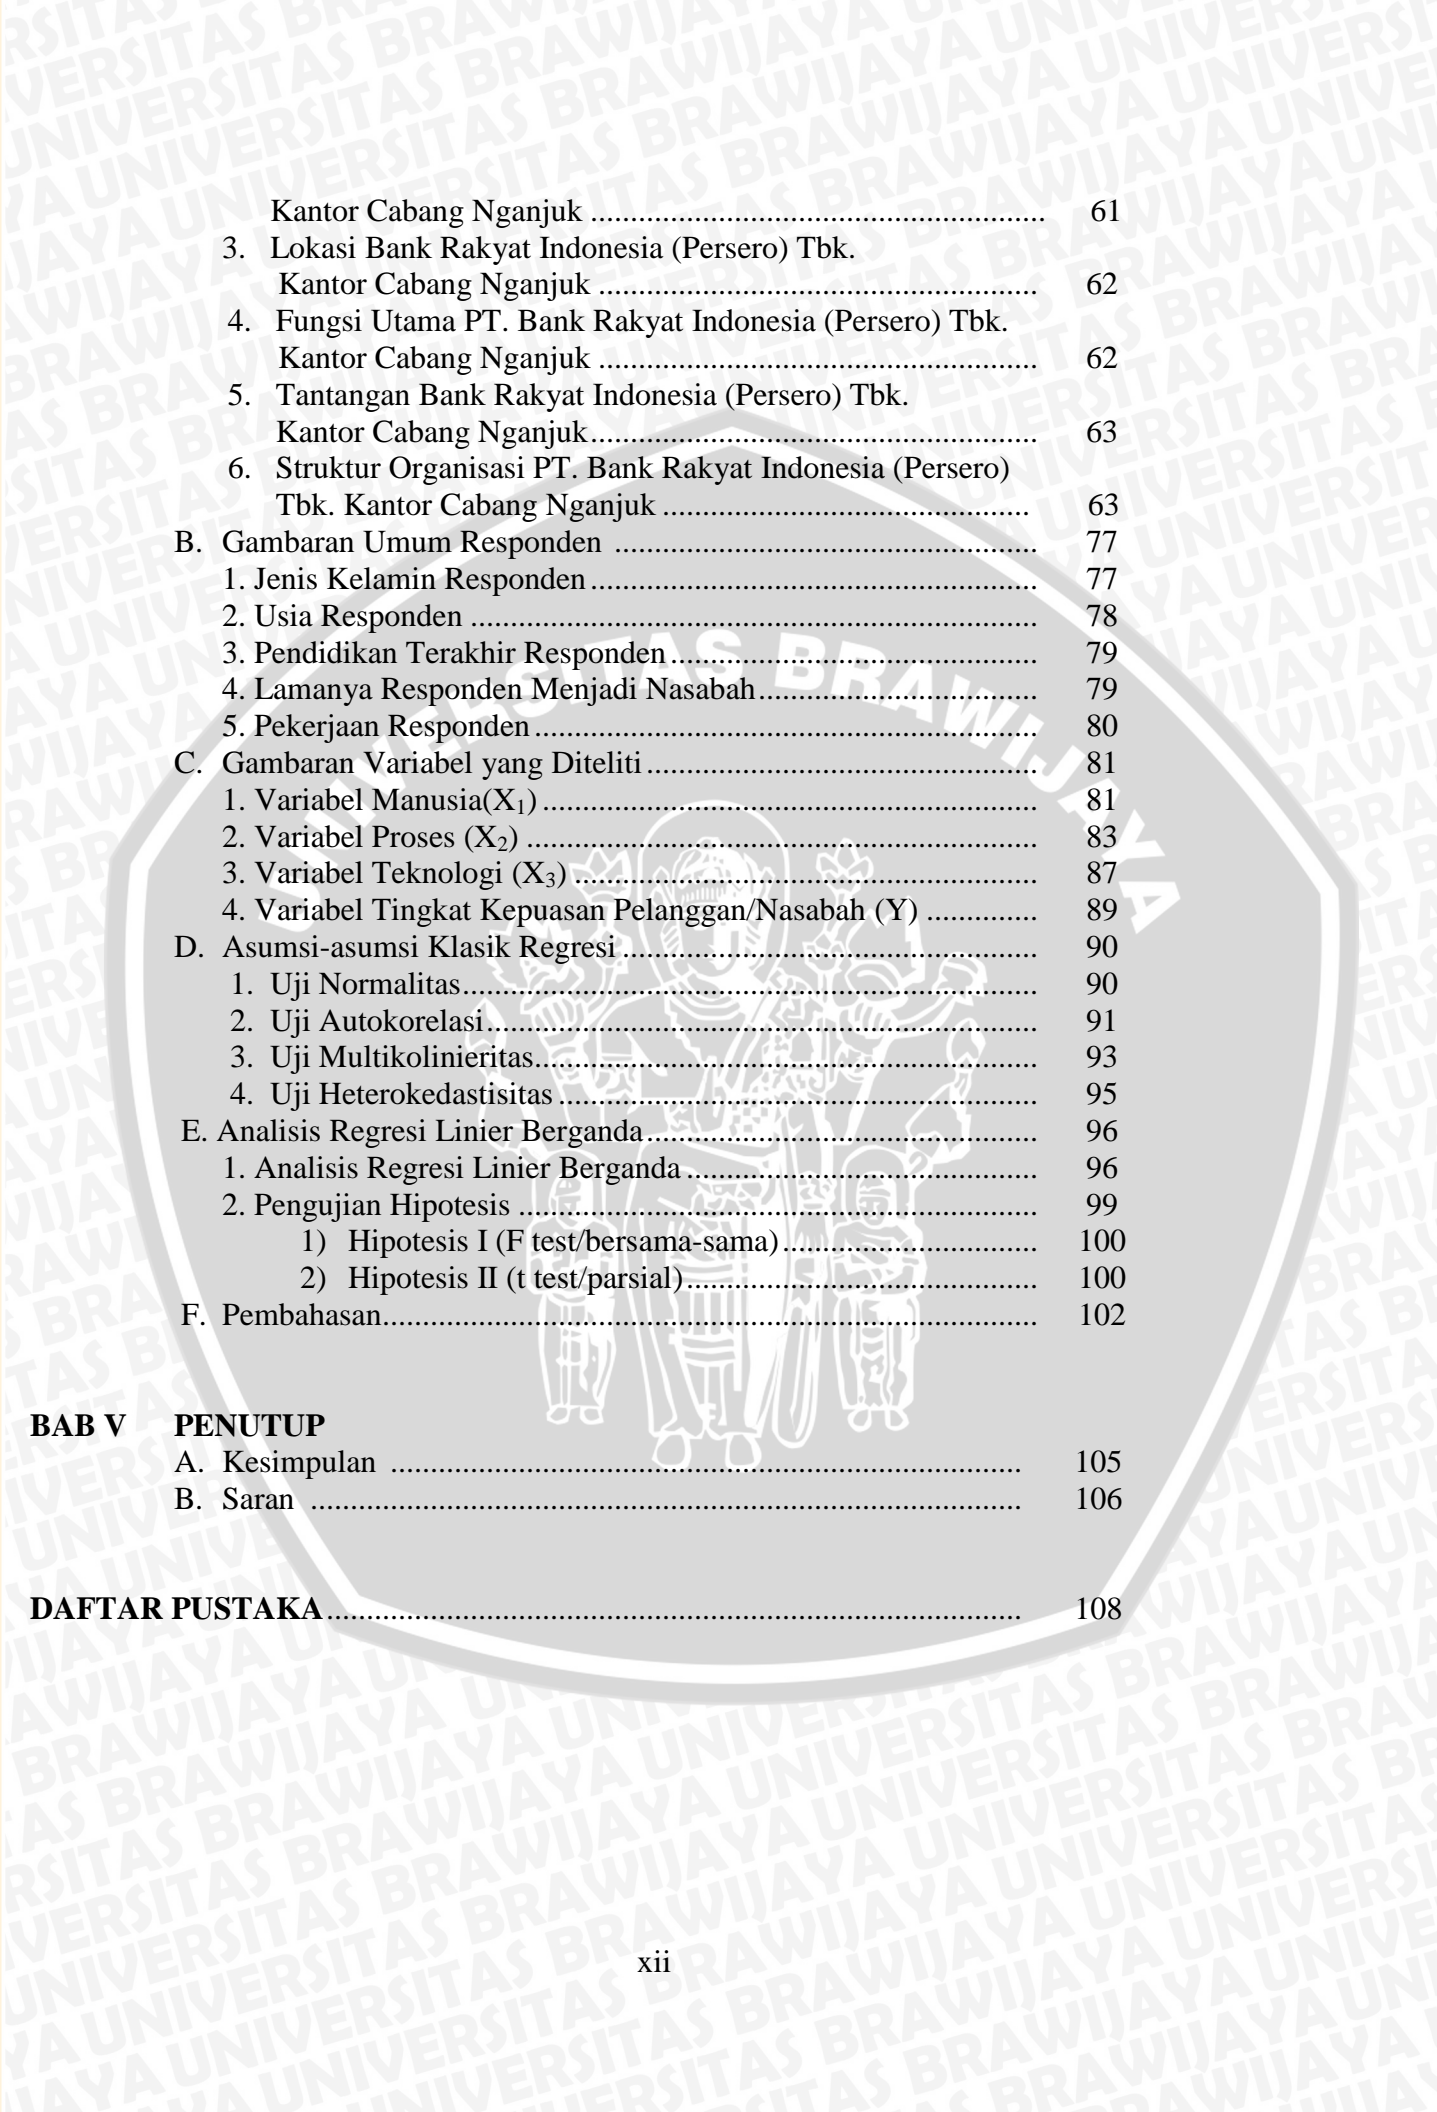 Kantor Cabang Nganjuk ........................................................ 61
3. Lokasi Bank Rakyat Indonesia (Persero) Tbk.
Kantor Cabang Nganjuk ...................................................... 62
4. Fungsi Utama PT. Bank Rakyat Indonesia (Persero) Tbk.
Kantor Cabang Nganjuk ...................................................... 62
5. Tantangan Bank Rakyat Indonesia (Persero) Tbk.
Kantor Cabang Nganjuk....................................................... 63
6. Struktur Organisasi PT. Bank Rakyat Indonesia (Persero)
Tbk. Kantor Cabang Nganjuk ............................................. 63
B. Gambaran Umum Responden .................................................... 77
1. Jenis Kelamin Responden ....................................................... 77
2. Usia Responden ...................................................................... 78
3. Pendidikan Terakhir Responden ............................................. 79
4. Lamanya Responden Menjadi Nasabah .................................. 79
5. Pekerjaan Responden .............................................................. 80
C. Gambaran Variabel yang Diteliti ................................................ 81
1. Variabel Manusia(X₁) ............................................................. 81
2. Variabel Proses (X₂) ............................................................... 83
3. Variabel Teknologi (X₃) ......................................................... 87
4. Variabel Tingkat Kepuasan Pelanggan/Nasabah (Y) .............. 89
D. Asumsi-asumsi Klasik Regresi ................................................... 90
1. Uji Normalitas....................................................................... 90
2. Uji Autokorelasi.................................................................... 91
3. Uji Multikolinieritas.............................................................. 93
4. Uji Heterokedastisitas ........................................................... 95
E. Analisis Regresi Linier Berganda ................................................ 96
1. Analisis Regresi Linier Berganda ........................................... 96
2. Pengujian Hipotesis ................................................................ 99
1) Hipotesis I (F test/bersama-sama) ............................... 100
2) Hipotesis II (t test/parsial) ........................................... 100
F. Pembahasan................................................................................. 102
BAB V PENUTUP
A. Kesimpulan .............................................................................. 105
B. Saran ........................................................................................ 106
DAFTAR PUSTAKA ...................................................................................... 108
xii
UNIVERSITAS BRAWIJAYA